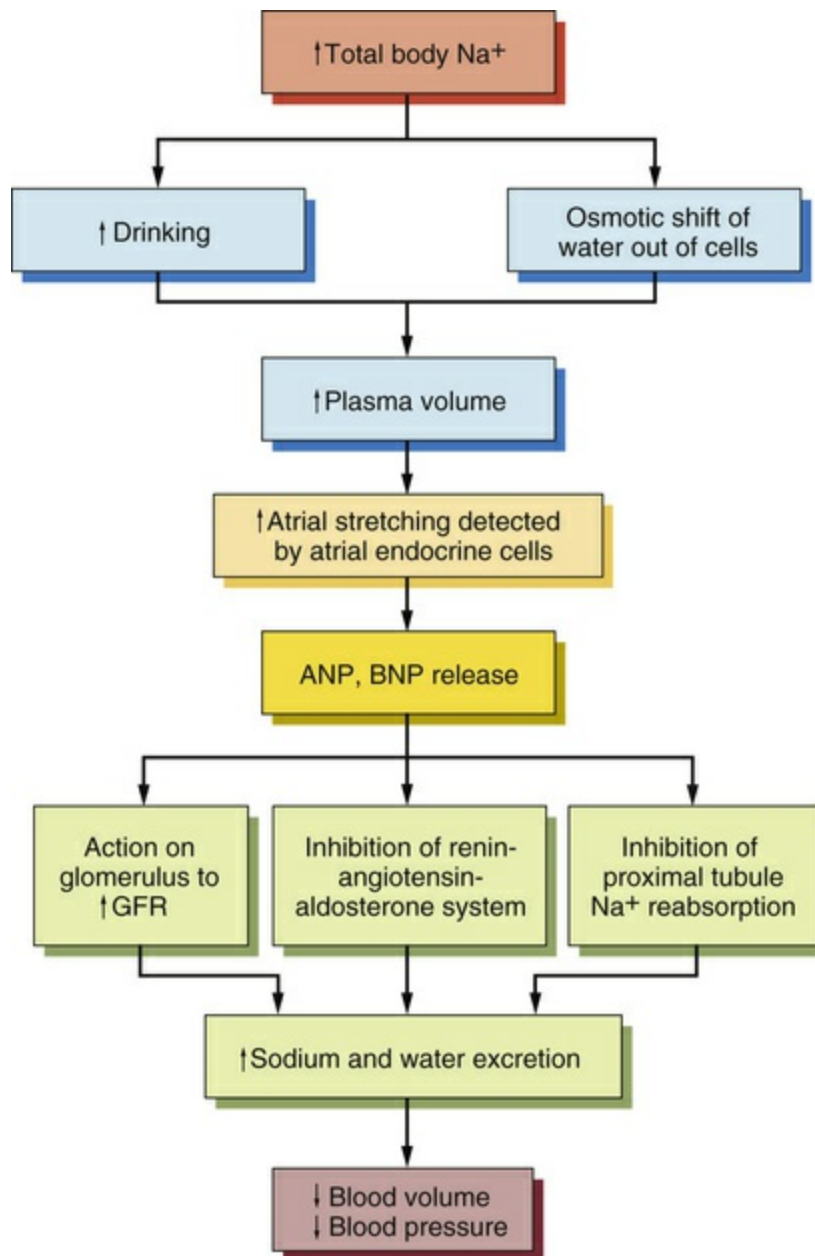 ↑Total body Na+
↑Drinking
Osmotic shift of
water out of cells
↑Plasma volume
↑Atrial stretching detected
by atrial endocrine cells
ANP, BNP release
Action on
glomerulus to
↑GFR
Inhibition of renin-
angiotensin-
aldosterone system
Inhibition of
proximal tubule
Na+ reabsorption
↑Sodium and water excretion
↓ Blood volume
↓ Blood pressure